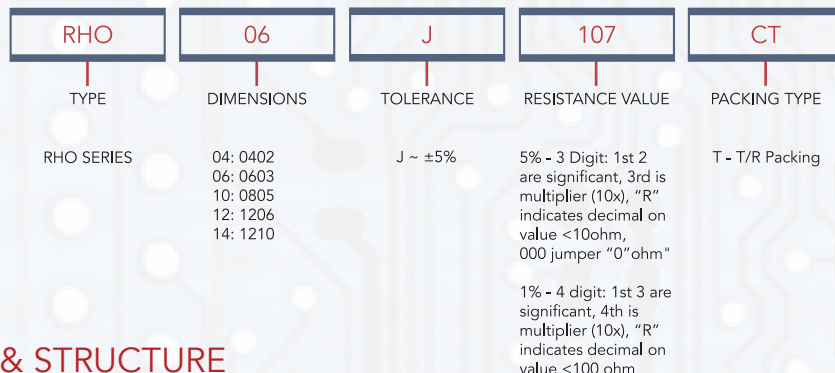 RHO 06 J 107 CT
TYPE DIMENSIONS TOLERANCE RESISTANCE VALUE PACKING TYPE
RHO SERIES
04: 0402
06: 0603
10: 0805
12: 1206
14: 1210
J ~ ±5%
5% - 3 Digit: 1st 2
are significant, 3rd is
multiplier (10x), “R”
indicates decimal on
value <10ohm,
000 jumper “0”ohm"
1% - 4 digit: 1st 3 are
significant, 4th is
multiplier (10x), “R”
indicates decimal on
value <100 ohm
T - T/R Packing
& STRUCTURE